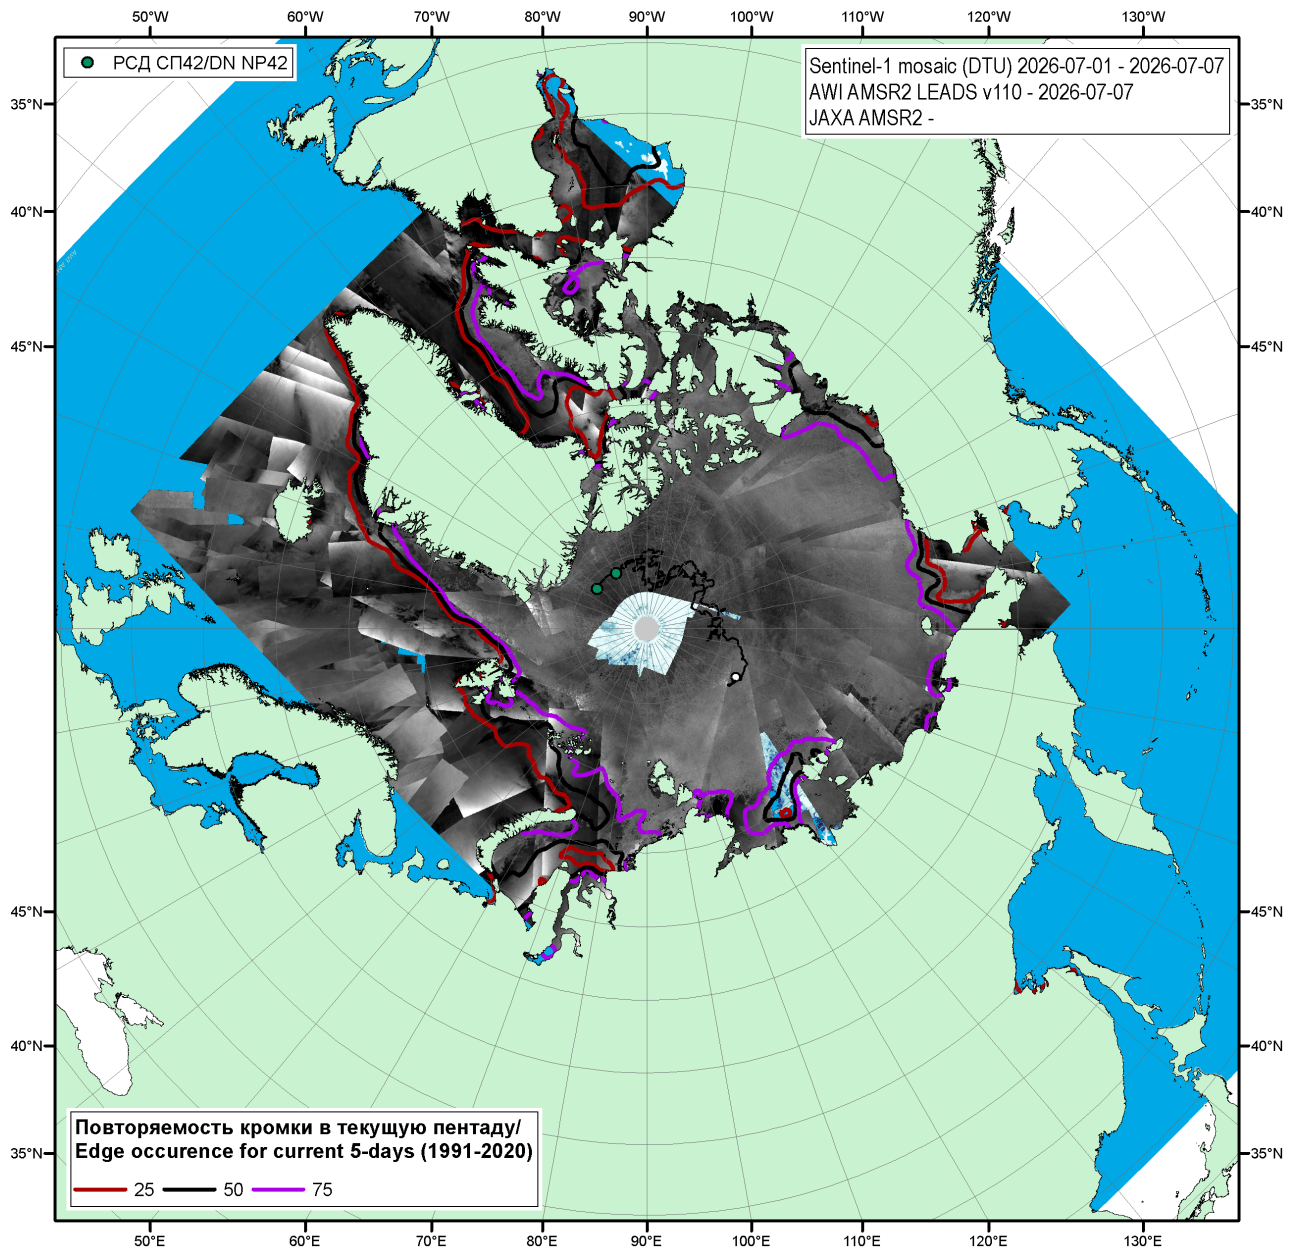 50°W 60°W 70°W 80°W 90°W 100°W 110°W 120°W 130°W
РСД СП42/DN NP42
Sentinel-1 mosaic (DTU) 2026-07-01 - 2026-07-07
AWI AMSR2 LEADS v110 - 2026-07-07
JAXA AMSR2 -
35°N 35°N
40°N 40°N
45°N 45°N
45°N 45°N
40°N 40°N
35°N 35°N
Повторяемость кромки в текущую пентаду/
Edge occurence for current 5-days (1991-2020)
25 50 75
50°E 60°E 70°E 80°E 90°E 100°E 110°E 120°E 130°E